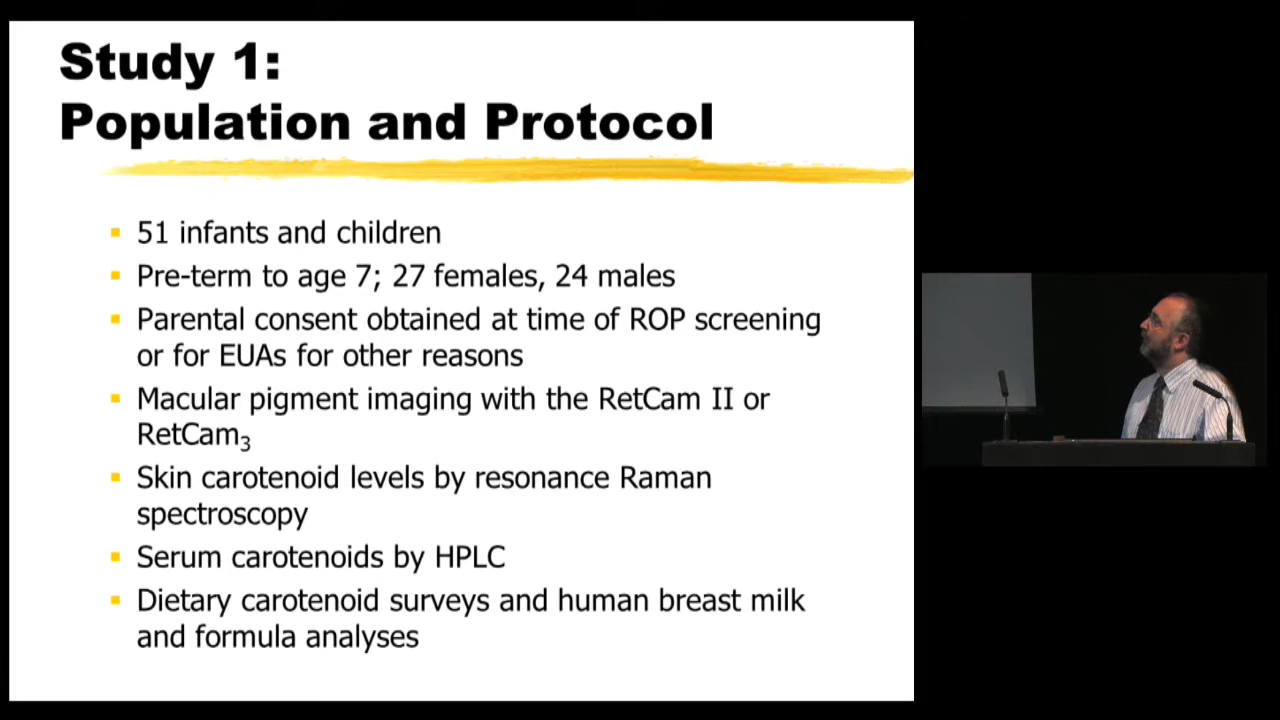 Study 1:
Population and Protocol
51 infants and children
Pre-term to age 7; 27 females, 24 males
Parental consent obtained at time of ROP screening
or for EUAs for other reasons
Macular pigment imaging with the RetCam II or
RetCam₃
Skin carotenoid levels by resonance Raman
spectroscopy
Serum carotenoids by HPLC
Dietary carotenoid surveys and human breast milk
and formula analyses